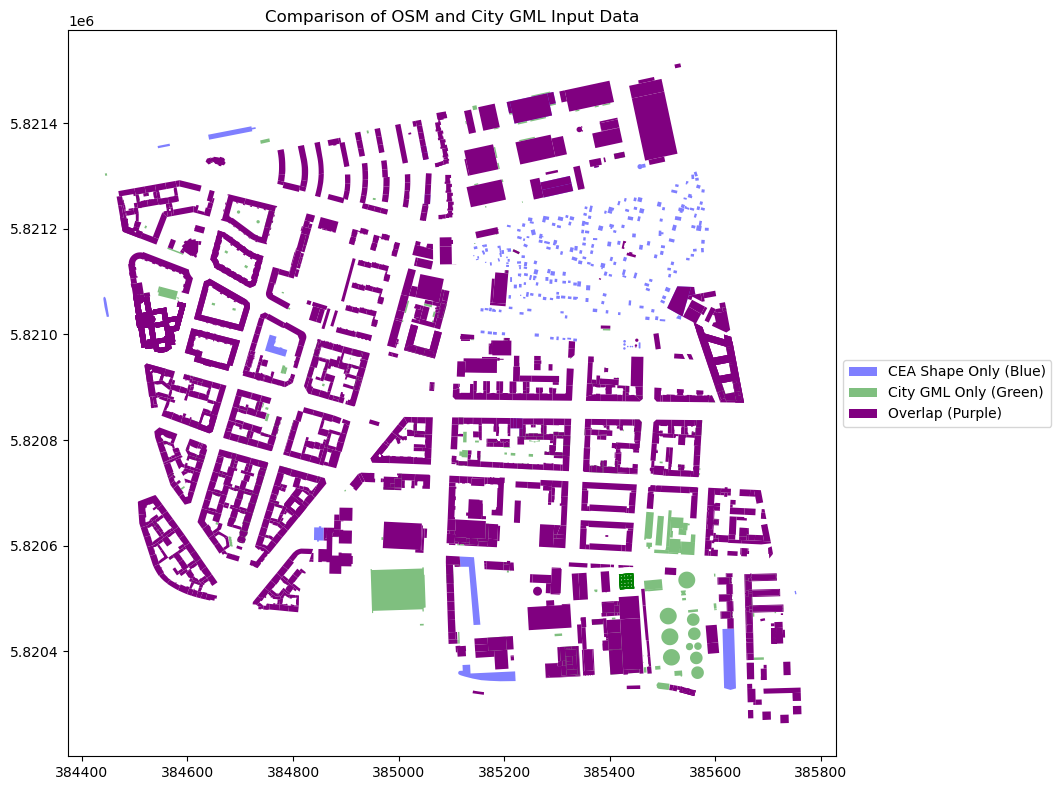 Comparison of OSM and City GML Input Data
1e6
5.8214
5.8212
5.8210
5.8208
5.8206
5.8204
384400 384600 384800 385000 385200 385400 385600 385800
CEA Shape Only (Blue)
City GML Only (Green)
Overlap (Purple)